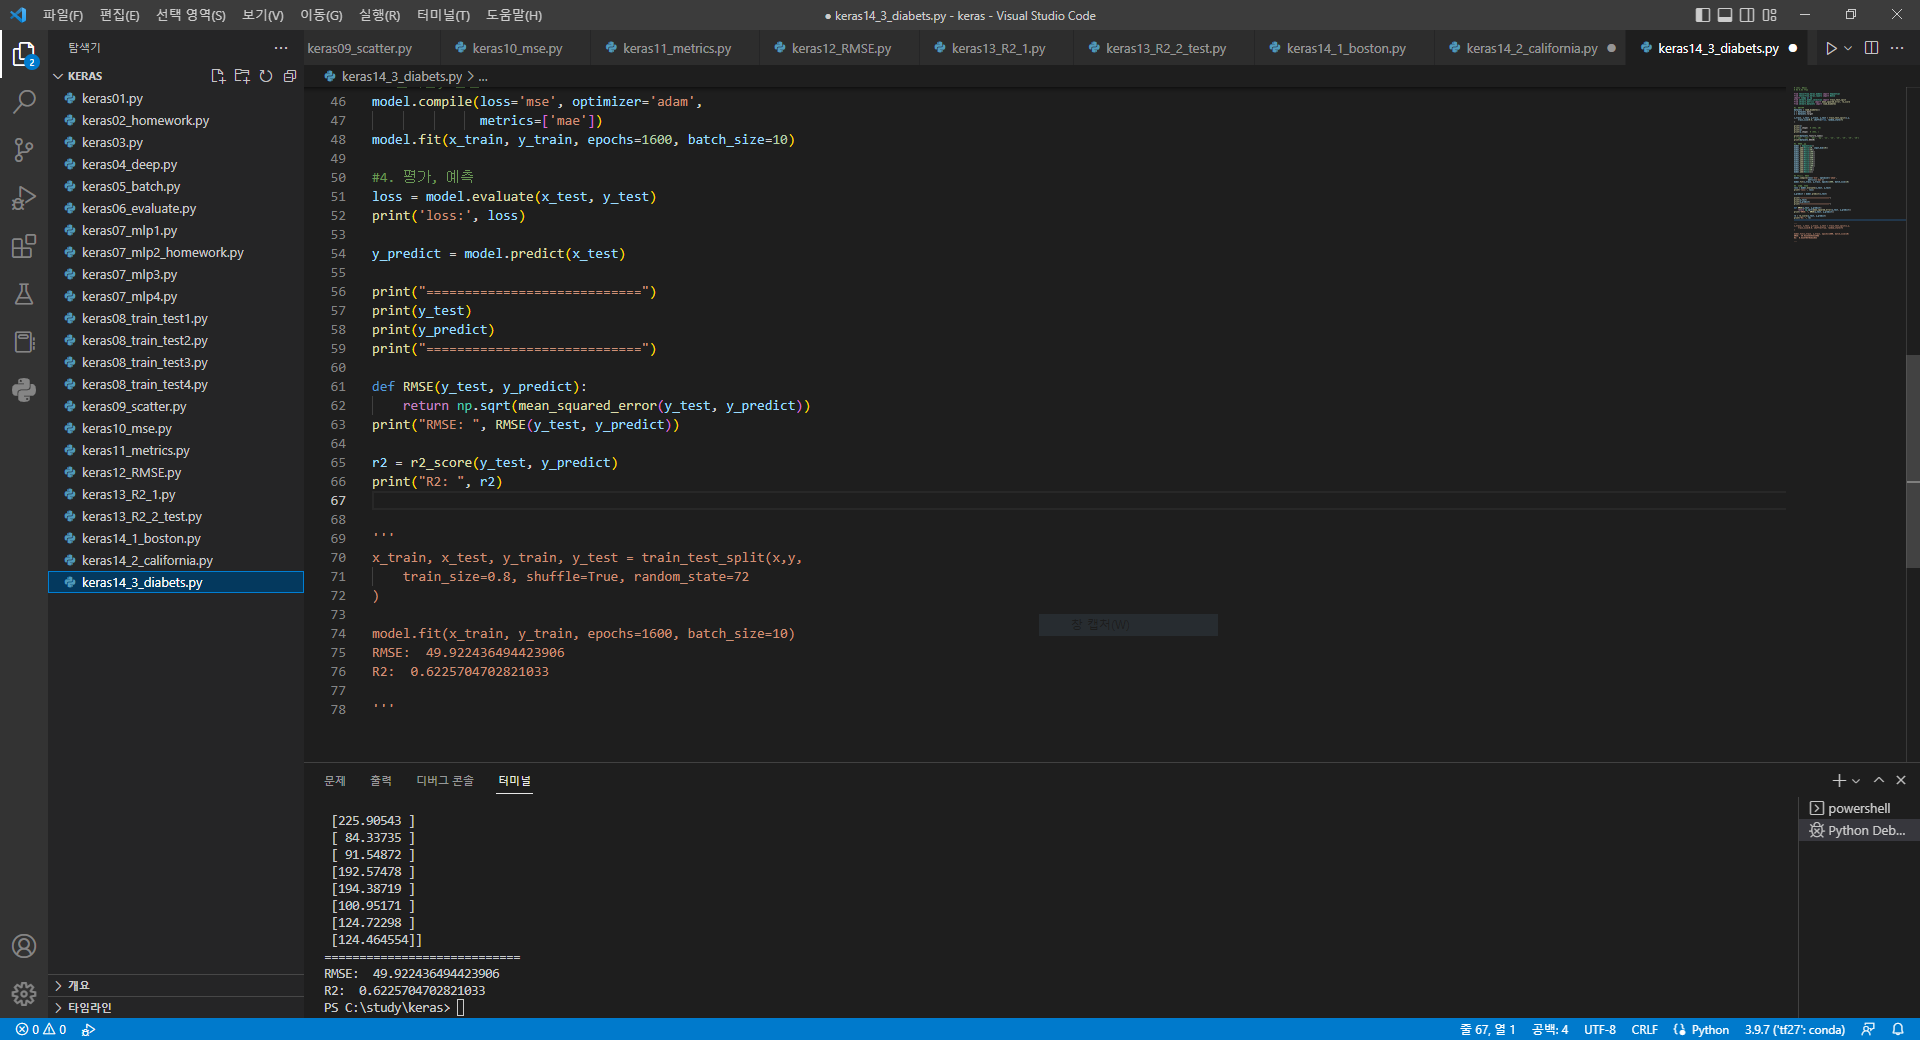 파일(F) 편집(E) 선택 영역(S) 보기(V) 이동(G) 실행(R) 터미널(T) 도움말(H)
● keras14_3_diabets.py - keras - Visual Studio Code
탐색기
keras09_scatter.py keras10_mse.py keras11_metrics.py keras12_RMSE.py keras13_R2_1.py keras13_R2_2_test.py keras14_1_boston.py keras14_2_california.py ● keras14_3_diabets.py ●
2
KERAS
keras14_3_diabets.py > ...
keras01.py
keras02_homework.py
keras03.py
keras04_deep.py
keras05_batch.py
keras06_evaluate.py
keras07_mlp1.py
keras07_mlp2_homework.py
keras07_mlp3.py
keras07_mlp4.py
keras08_train_test1.py
keras08_train_test2.py
keras08_train_test3.py
keras08_train_test4.py
keras09_scatter.py
keras10_mse.py
keras11_metrics.py
keras12_RMSE.py
keras13_R2_1.py
keras13_R2_2_test.py
keras14_1_boston.py
keras14_2_california.py
keras14_3_diabets.py
개요
타임라인
46 model.compile(loss='mse', optimizer='adam',
47 metrics=['mae'])
48 model.fit(x_train, y_train, epochs=1600, batch_size=10)
49
50 #4. 평가, 예측
51 loss = model.evaluate(x_test, y_test)
52 print('loss:', loss)
53
54 y_predict = model.predict(x_test)
55
56 print("============================")
57 print(y_test)
58 print(y_predict)
59 print("============================")
60
61 def RMSE(y_test, y_predict):
62 return np.sqrt(mean_squared_error(y_test, y_predict))
63 print("RMSE: ", RMSE(y_test, y_predict))
64
65 r2 = r2_score(y_test, y_predict)
66 print("R2: ", r2)
67
68
69 '''
70 x_train, x_test, y_train, y_test = train_test_split(x,y,
71 train_size=0.8, shuffle=True, random_state=72
72 )
73
74 model.fit(x_train, y_train, epochs=1600, batch_size=10)
75 RMSE:  49.922436494423906
76 R2:  0.6225704702821033
77
78 '''
창 캡처(W)
문제 출력 디버그 콘솔 터미널
[225.90543 ]
[ 84.33735 ]
[ 91.54872 ]
[192.57478 ]
[194.38719 ]
[100.95171 ]
[124.72298 ]
[124.464554]]
============================
RMSE:  49.922436494423906
R2:  0.6225704702821033
PS C:\study\keras>
powershell
Python Deb...
0 0
줄 67, 열 1 공백: 4 UTF-8 CRLF Python 3.9.7 ('tf27': conda)